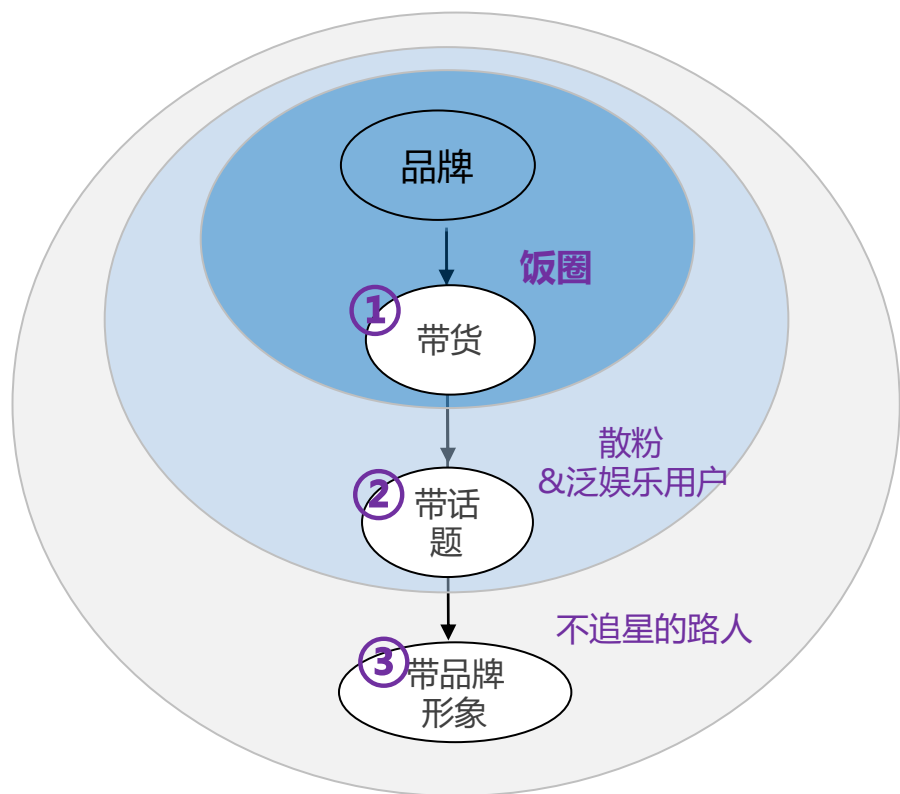 品牌
饭圈
①
带货
散粉
&泛娱乐用户
②
带话
题
不追星的路人
③
带品牌
形象